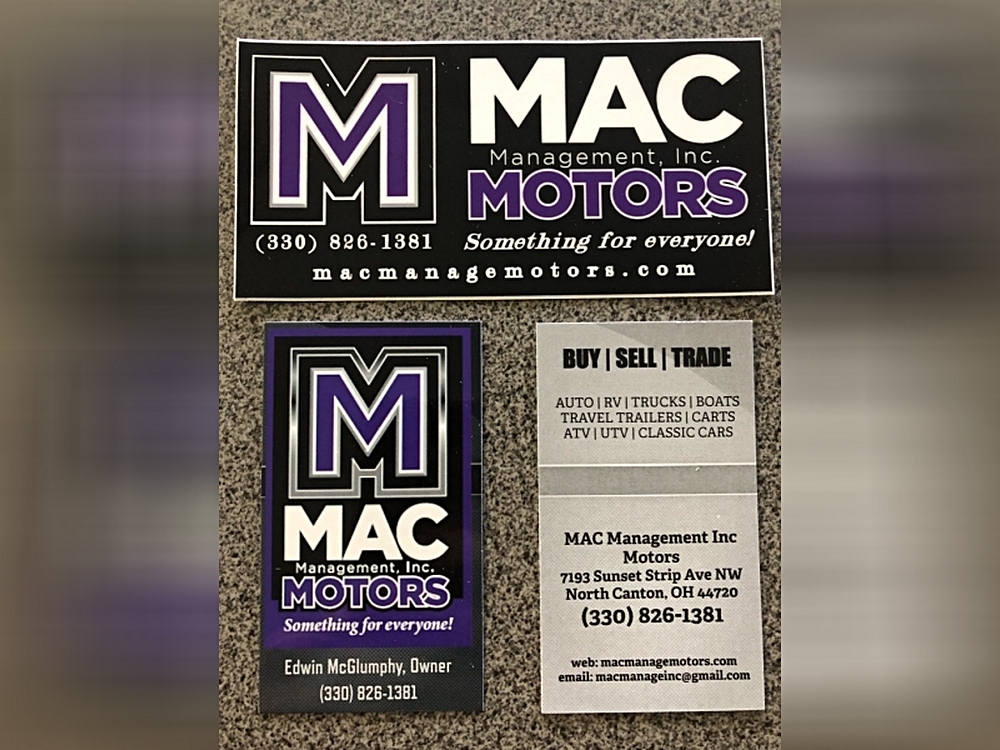 M
MAC
Management, Inc.
MOTORS
(330) 826-1381
Something for everyone!
macmanagemotors.com
M
MAC
Management, Inc.
MOTORS
Something for everyone!
Edwin McGlumphy, Owner
(330) 826-1381
BUY | SELL | TRADE
AUTO | RV | TRUCKS | BOATS
TRAVEL TRAILERS | CARTS
ATV | UTV | CLASSIC CARS
MAC Management Inc
Motors
7193 Sunset Strip Ave NW
North Canton, OH 44720
(330) 826-1381
web: macmanagemotors.com
email: macmanageinc@gmail.com